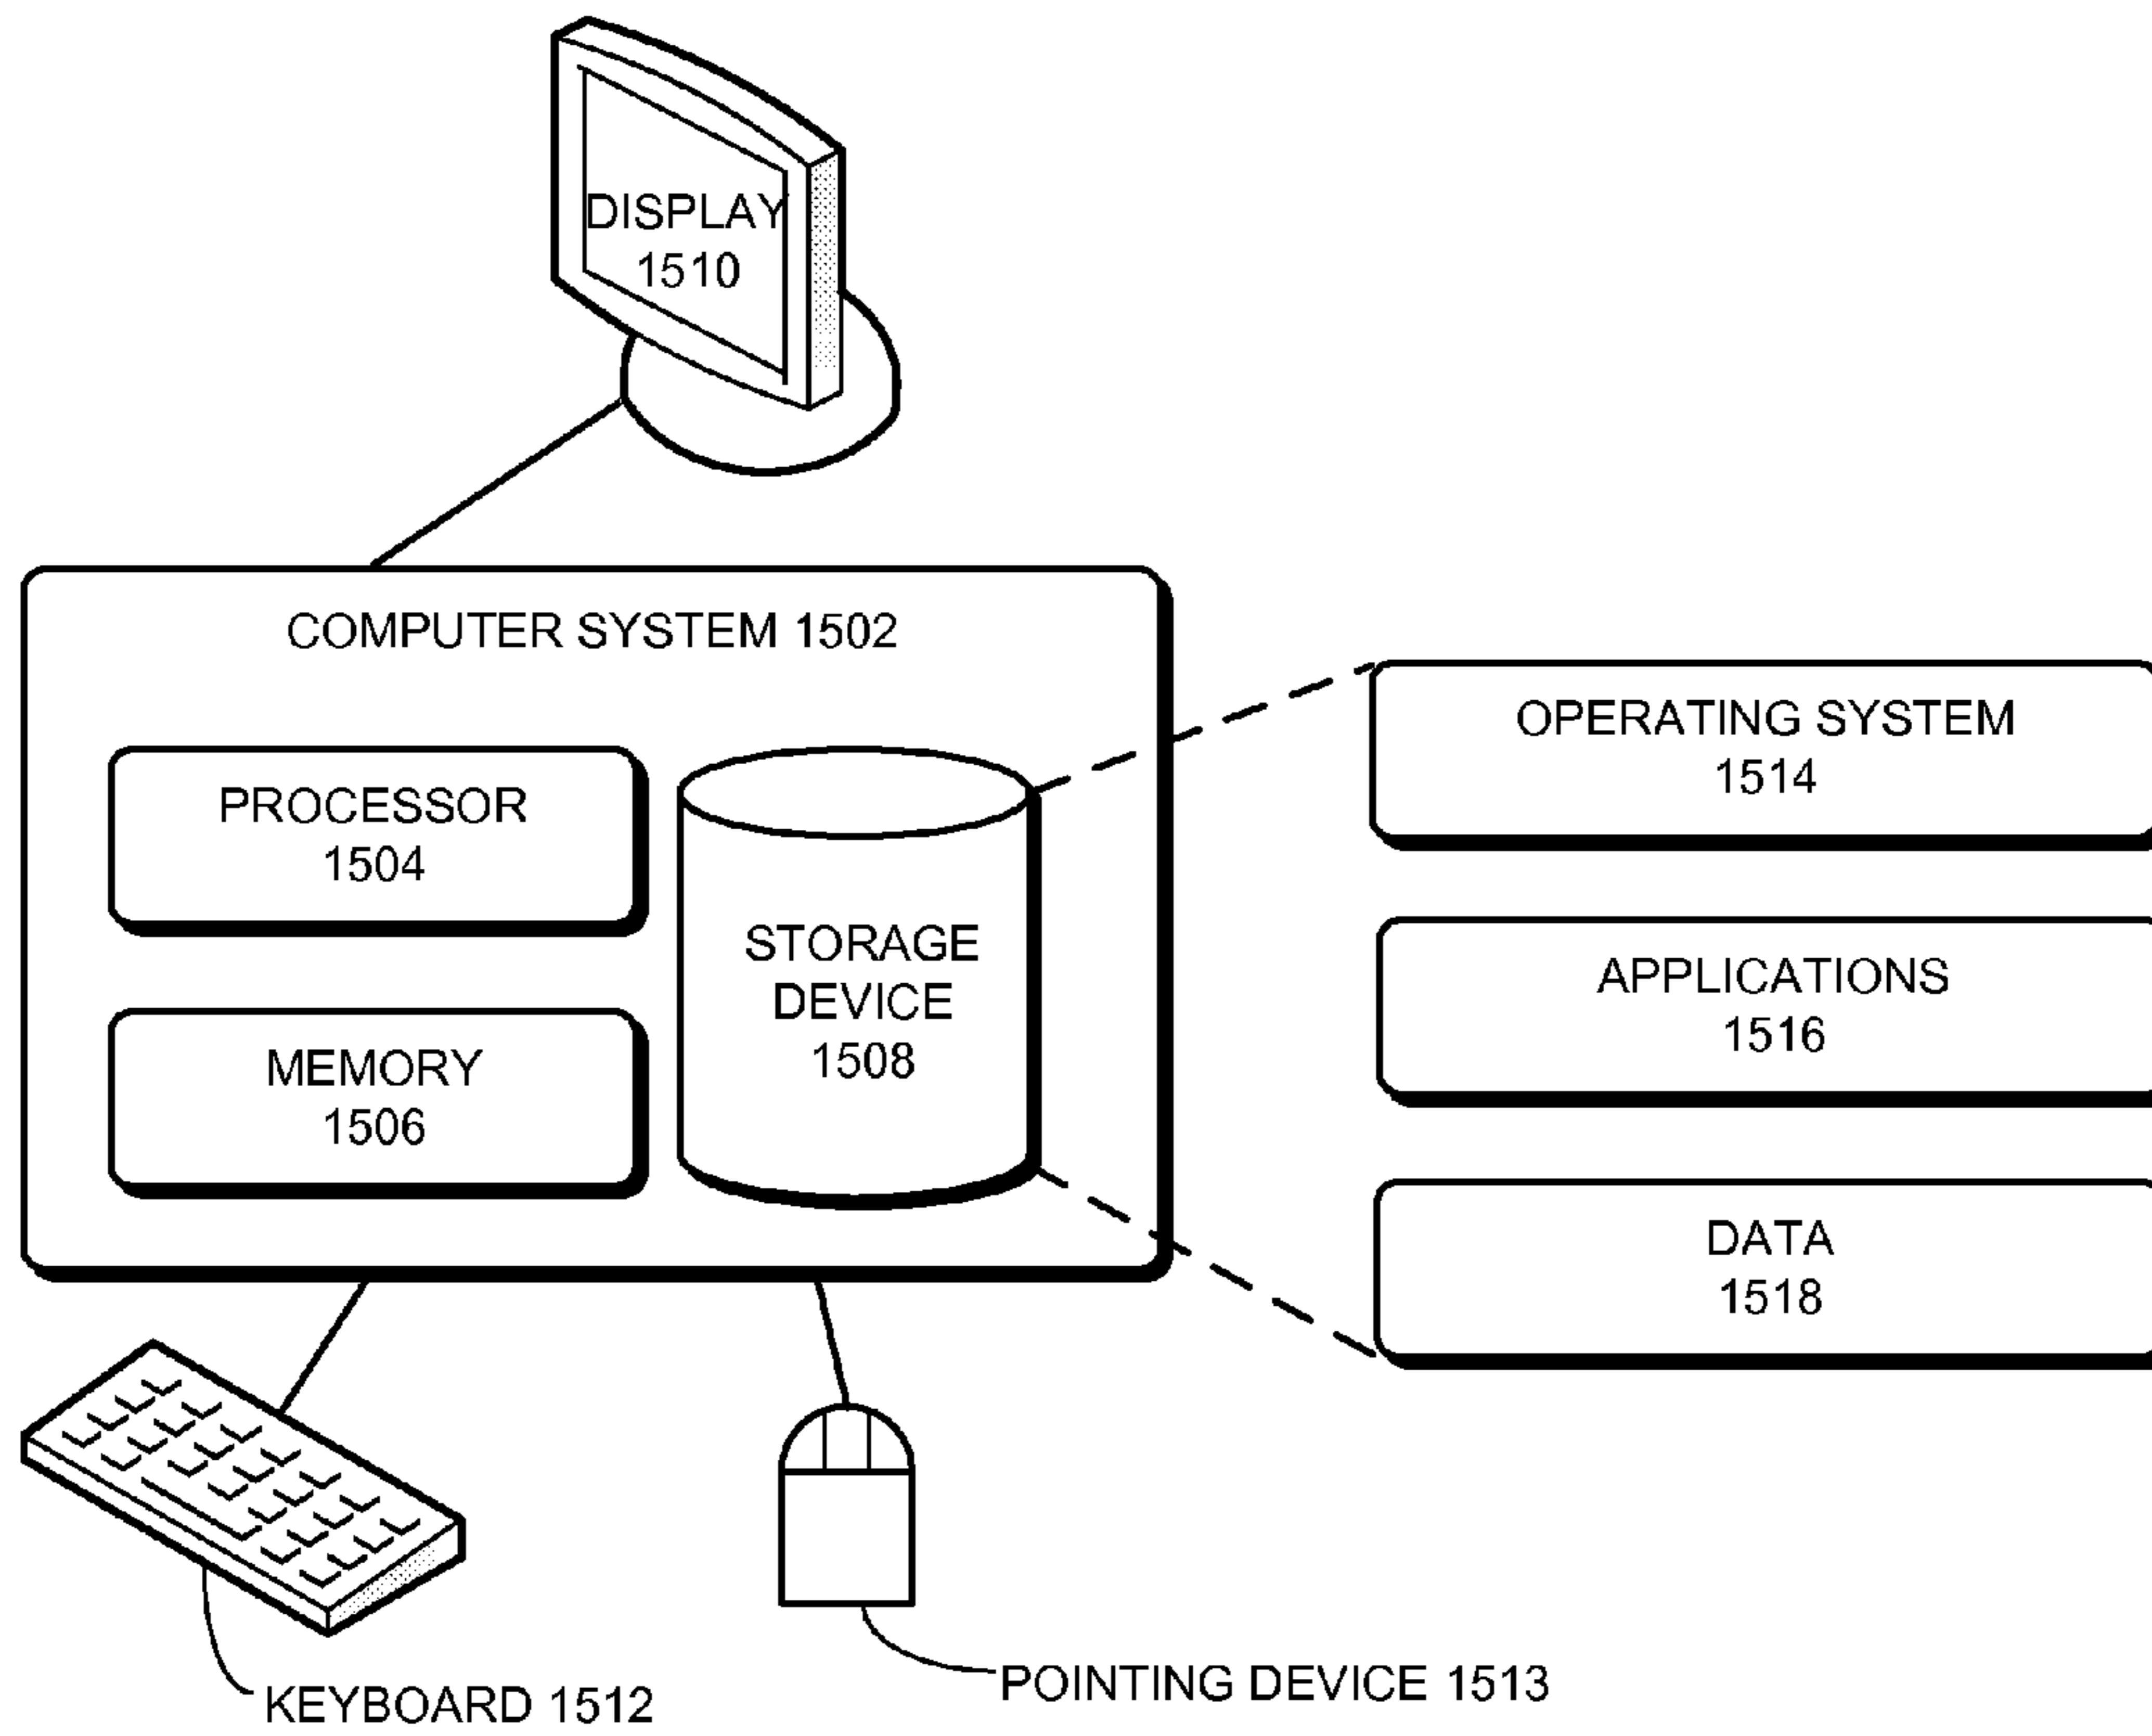 DISPLAY
1510
COMPUTER SYSTEM 1502
PROCESSOR
1504
MEMORY
1506
STORAGE
DEVICE
1508
OPERATING SYSTEM
1514
APPLICATIONS
1516
DATA
1518
KEYBOARD 1512
POINTING DEVICE 1513